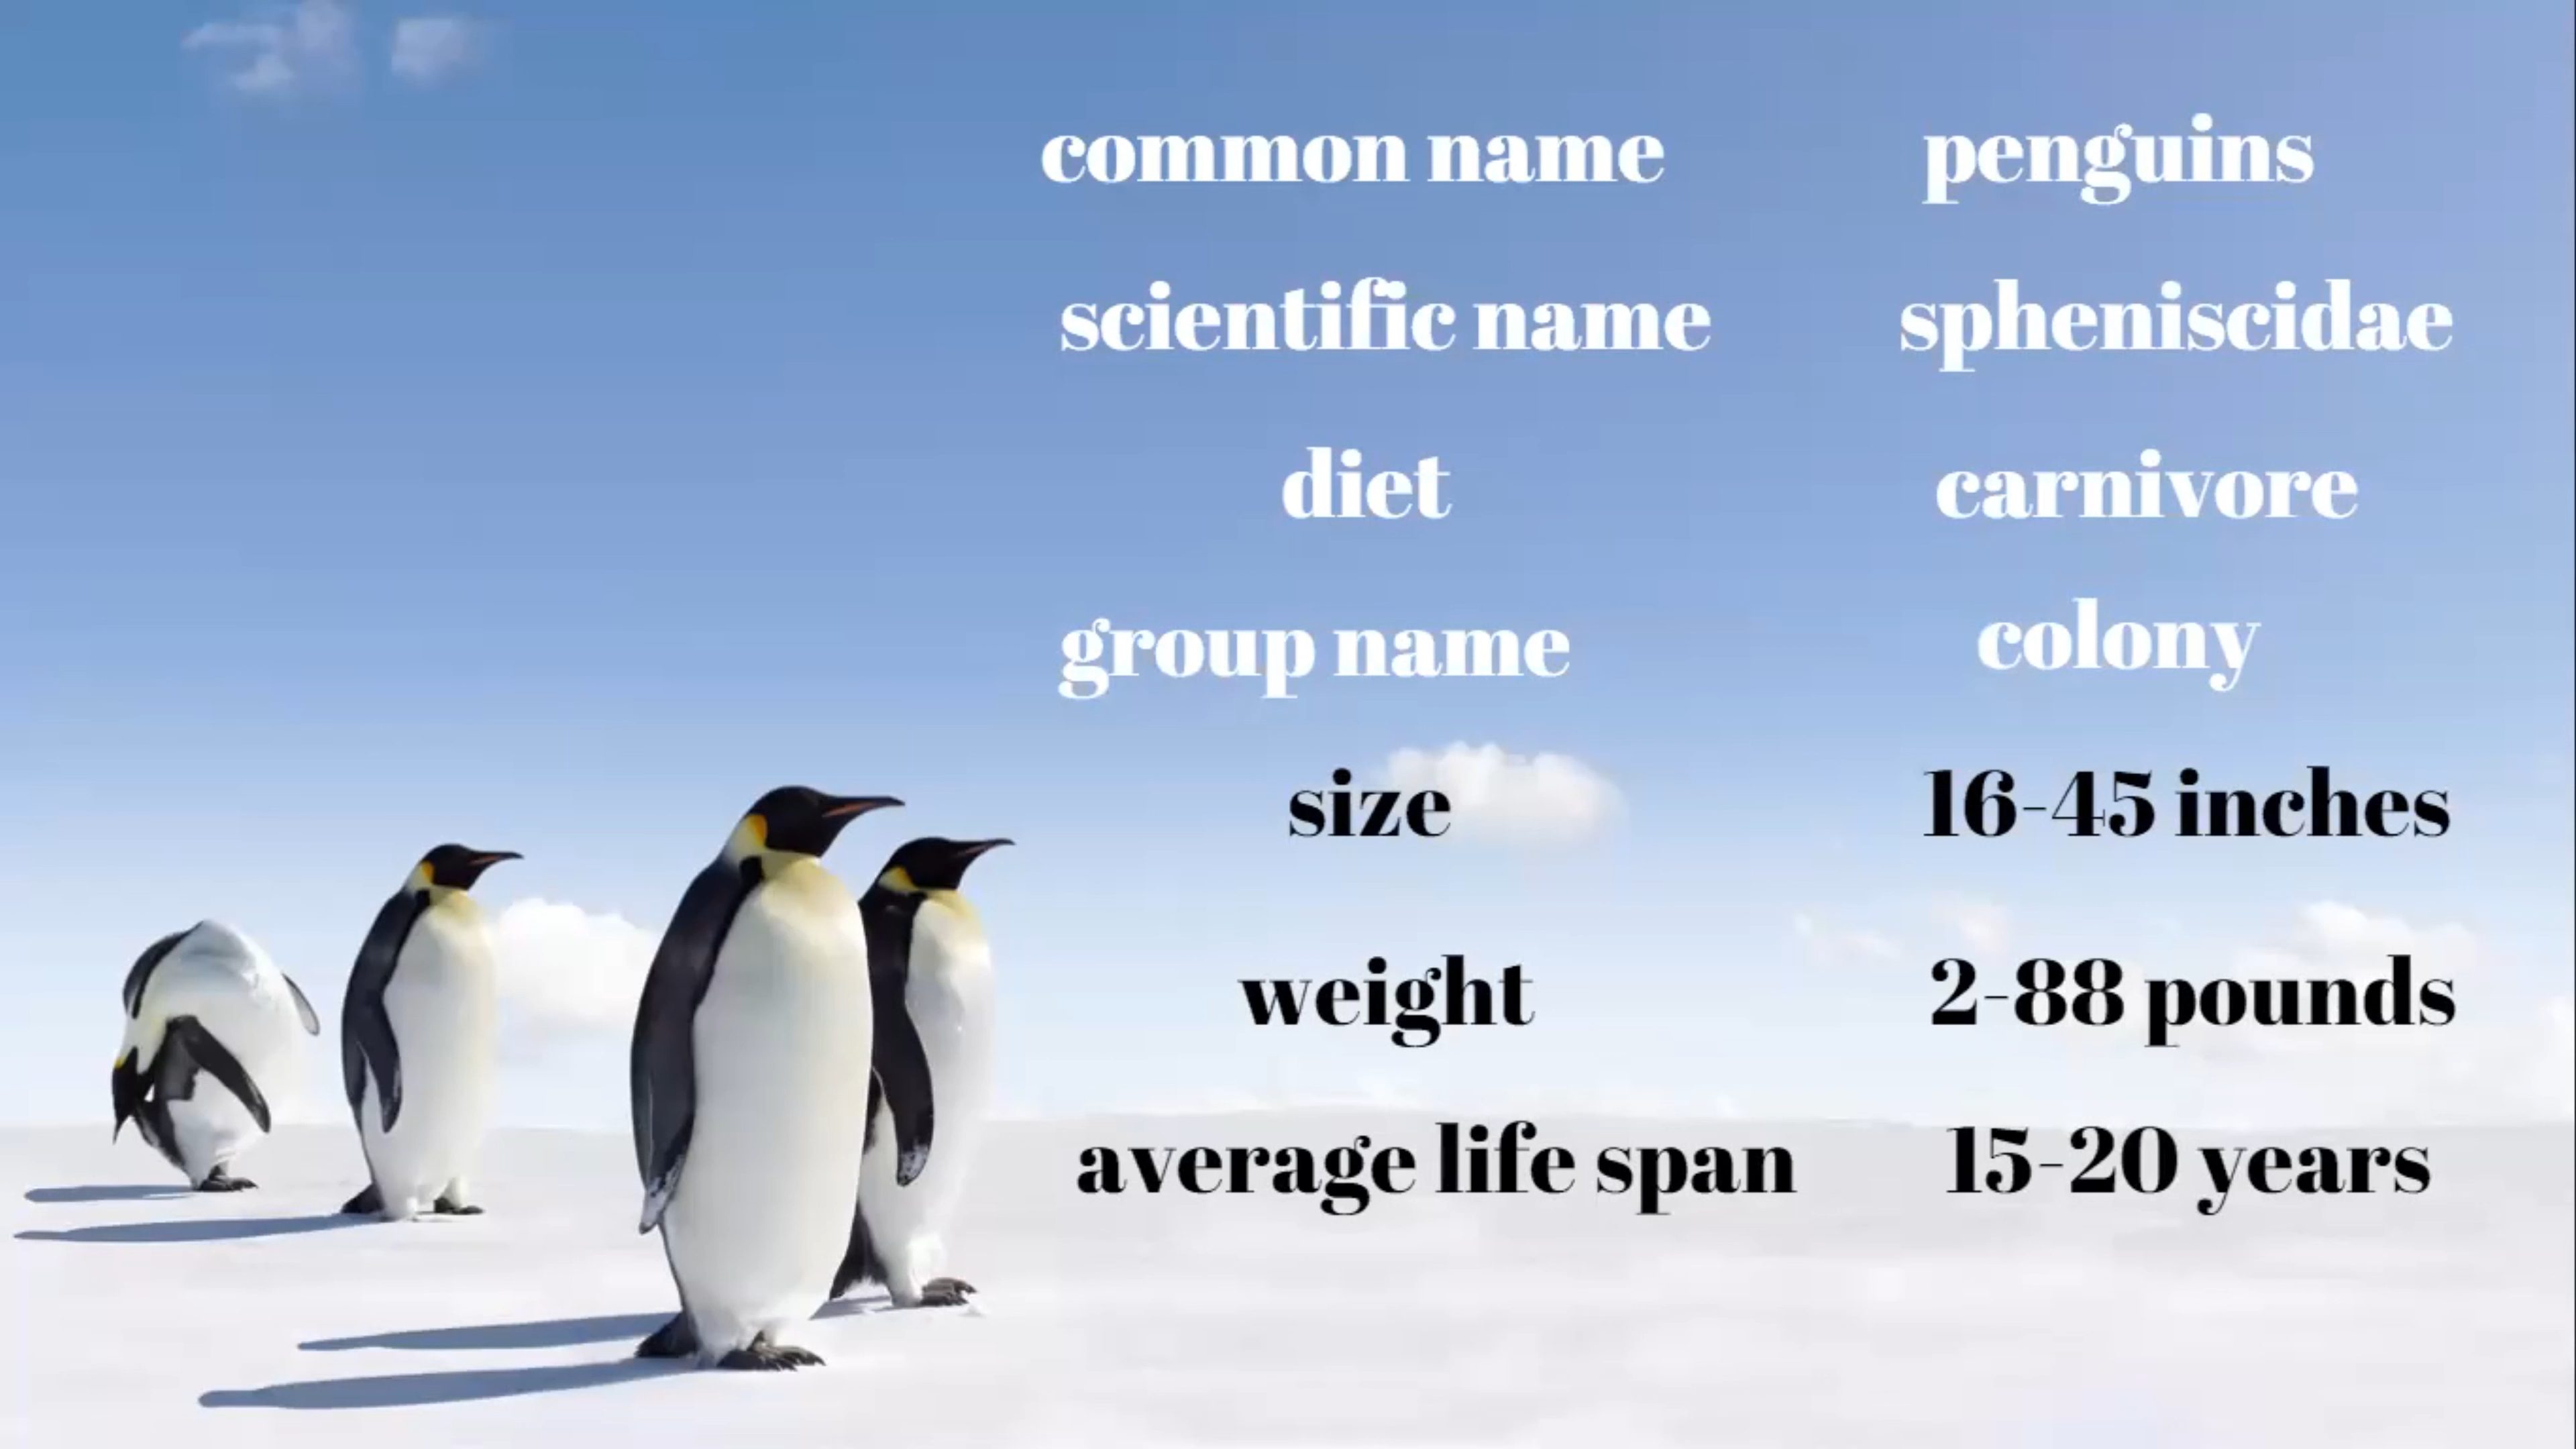 common name penguins
scientific name spheniscidae
diet carnivore
group name colony
size 16-45 inches
weight 2-88 pounds
average life span 15-20 years